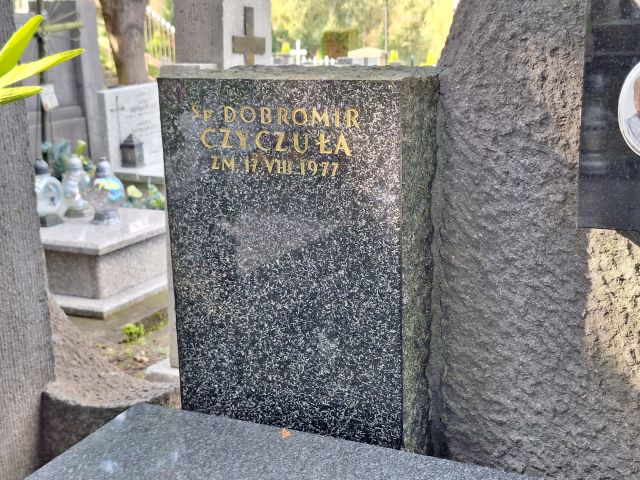 ŚP. DOBROMIR
CZYCZUŁA
ZM. 17 VIII 1977